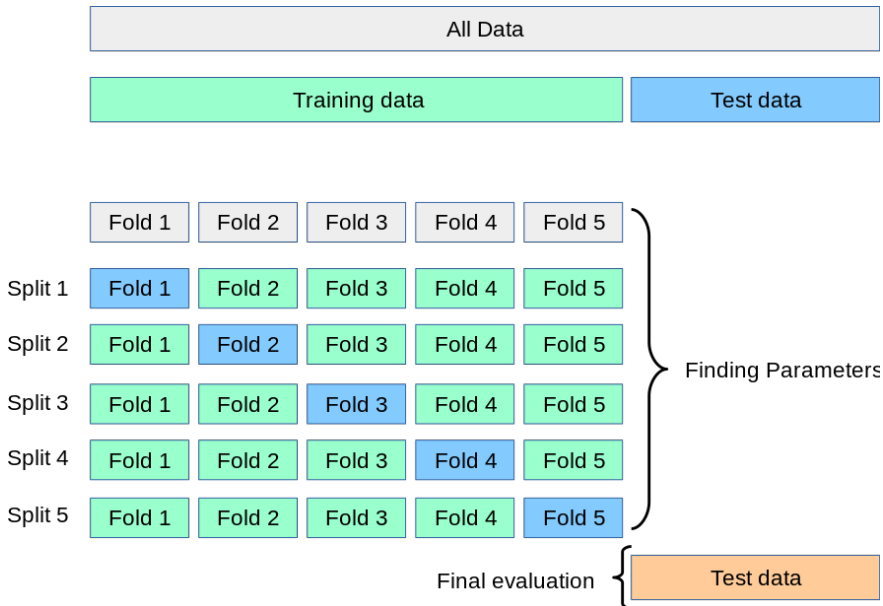 All Data
Training data Test data
Fold 1 Fold 2 Fold 3 Fold 4 Fold 5
Split 1 Fold 1 Fold 2 Fold 3 Fold 4 Fold 5
Split 2 Fold 1 Fold 2 Fold 3 Fold 4 Fold 5
Finding Parameters
Split 3 Fold 1 Fold 2 Fold 3 Fold 4 Fold 5
Split 4 Fold 1 Fold 2 Fold 3 Fold 4 Fold 5
Split 5 Fold 1 Fold 2 Fold 3 Fold 4 Fold 5
Final evaluation Test data